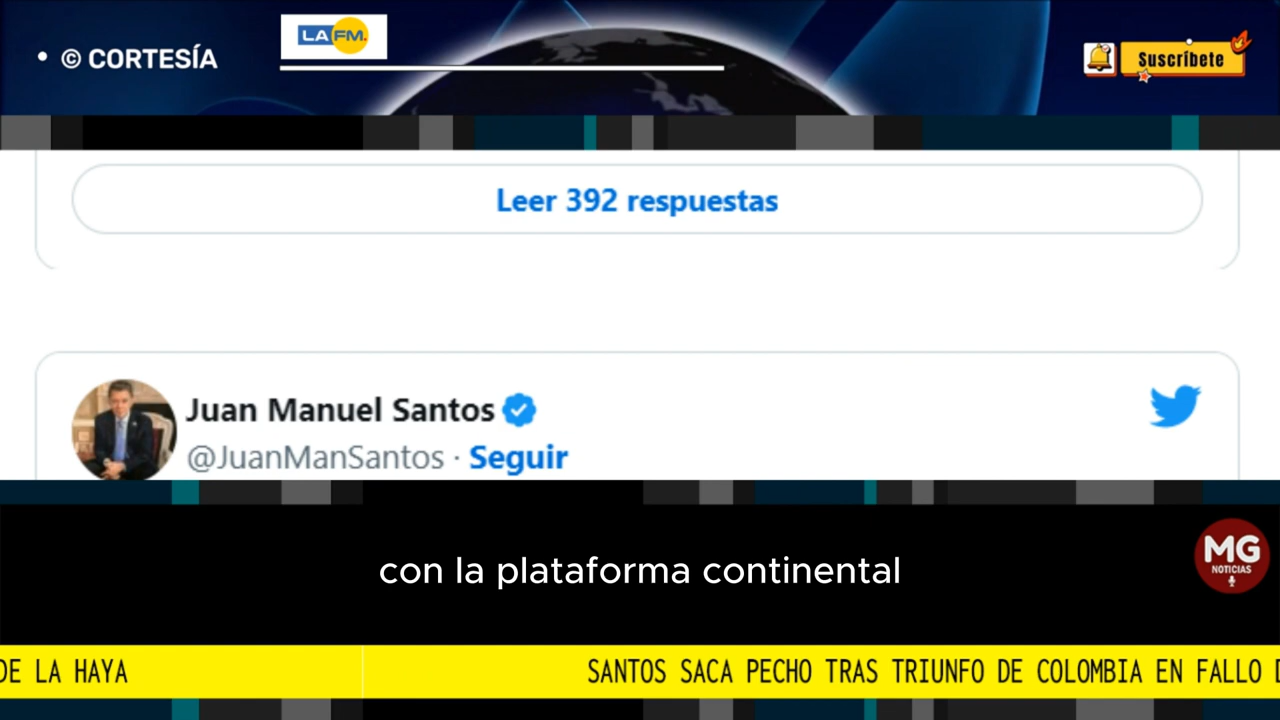 • © CORTESÍA
LA FM.
Suscríbete
Leer 392 respuestas
Juan Manuel Santos
@JuanManSantos · Seguir
con la plataforma continental
MG
NOTICIAS
DE LA HAYA
SANTOS SACA PECHO TRAS TRIUNFO DE COLOMBIA EN FALLO D